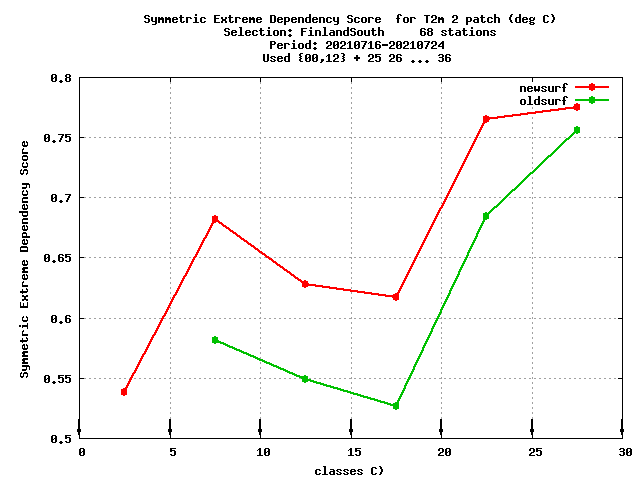 Symmetric Extreme Dependency Score  for T2m 2 patch (deg C)
Selection: FinlandSouth     68 stations
Period: 20210716-20210724
Used {00,12} + 25 26 ... 36
newsurf
oldsurf
Symmetric Extreme Dependency Score
0.8
0.75
0.7
0.65
0.6
0.55
0.5
0 5 10 15 20 25 30
classes C)